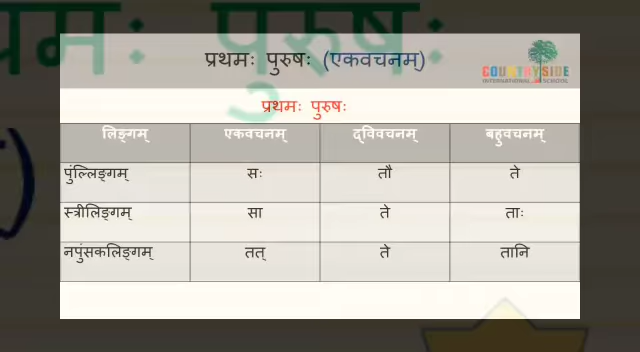 प्रथमः पुरुषः (एकवचनम्)
COUNTRYSIDE
INTERNATIONAL SCHOOL
प्रथमः पुरुषः
लिङ्गम् एकवचनम् द्विवचनम् बहुवचनम्
पुंल्लिङ्गम् सः तौ ते
स्त्रीलिङ्गम् सा ते ताः
नपुंसकलिङ्गम् तत् ते तानि